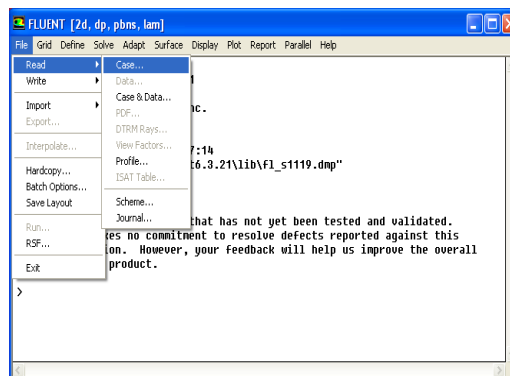 FLUENT [2d, dp, pbns, lam]
File Grid Define Solve Adapt Surface Display Plot Report Parallel Help
Read
Write
Import
Export...
Interpolate...
Hardcopy...
Batch Options...
Save Layout
Run...
RSF...
Exit
Case...
Data...
Case & Data...
PDF...
DTRM Rays...
View Factors...
Profile...
ISAT Table...
Scheme...
Journal...
nc.
7:14
t6.3.21\lib\fl_s1119.dmp"
that has not yet been tested and validated.
es no commitment to resolve defects reported against this
ion. However, your feedback will help us improve the overall
product.
>